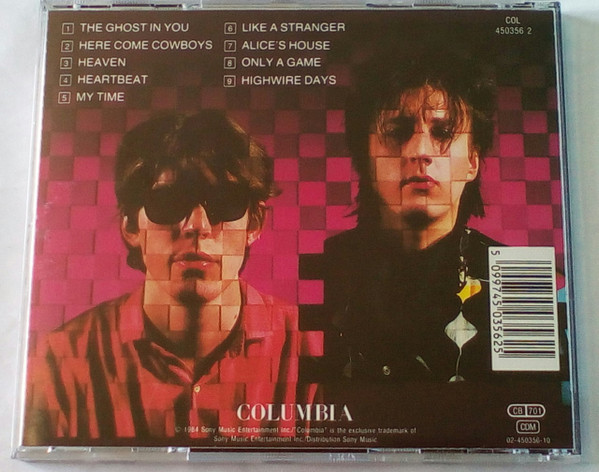 1 THE GHOST IN YOU
2 HERE COME COWBOYS
3 HEAVEN
4 HEARTBEAT
5 MY TIME
6 LIKE A STRANGER
7 ALICE'S HOUSE
8 ONLY A GAME
9 HIGHWIRE DAYS
COL
450356 2
5 099745 035625
COLUMBIA
℗ 1984 Sony Music Entertainment Inc./"Columbia" is the exclusive trademark of
Sony Music Entertainment Inc./Distribution Sony Music
CB 701
CDM
02-450356-10